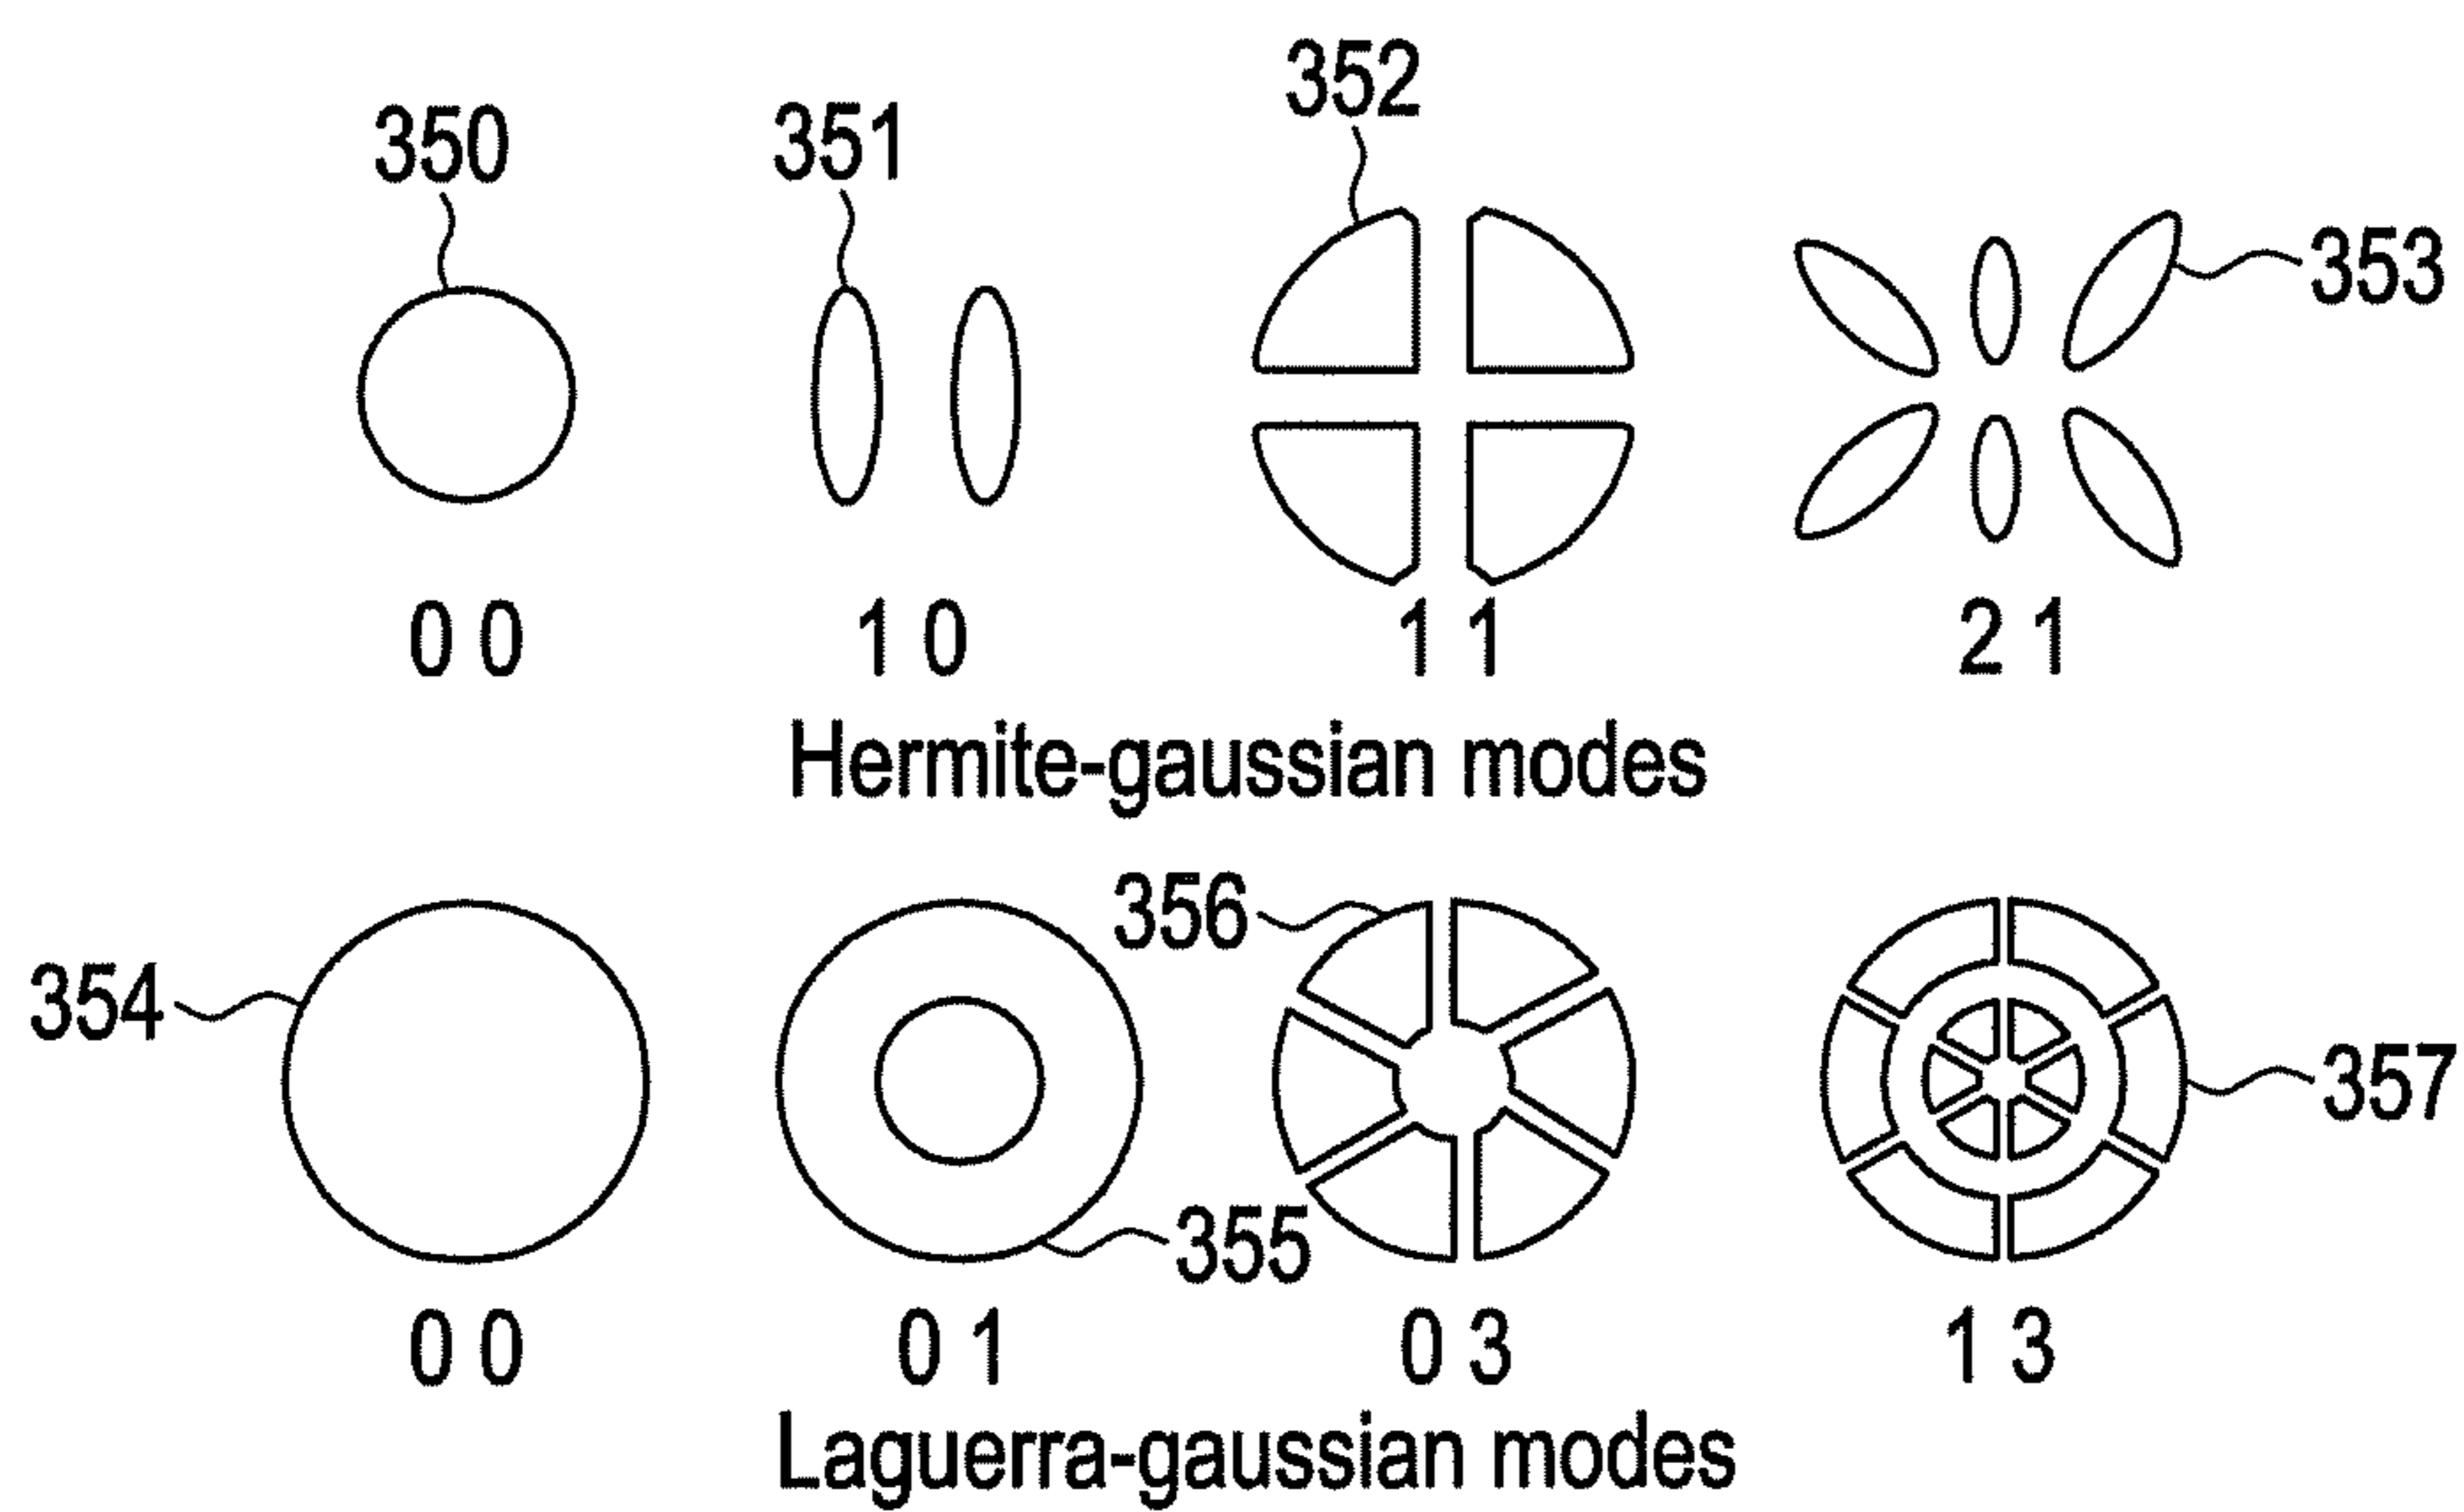 352
350 351
353
0 0 1 0 1 1 2 1
Hermite-gaussian modes
356
354
357
355
0 0 0 1 0 3 1 3
Laguerra-gaussian modes